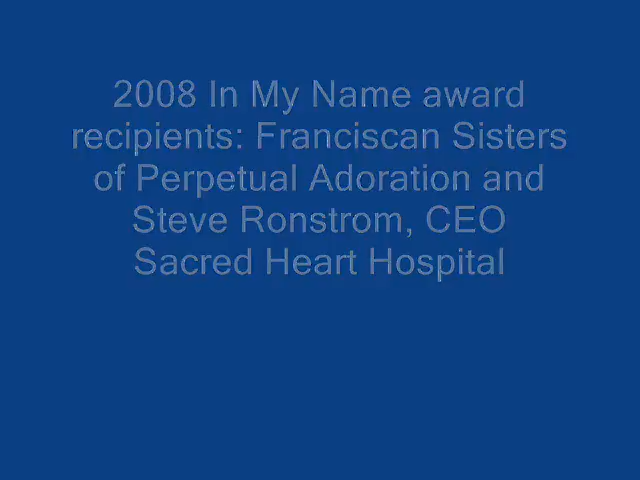 2008 In My Name award
recipients: Franciscan Sisters
of Perpetual Adoration and
Steve Ronstrom, CEO
Sacred Heart Hospital